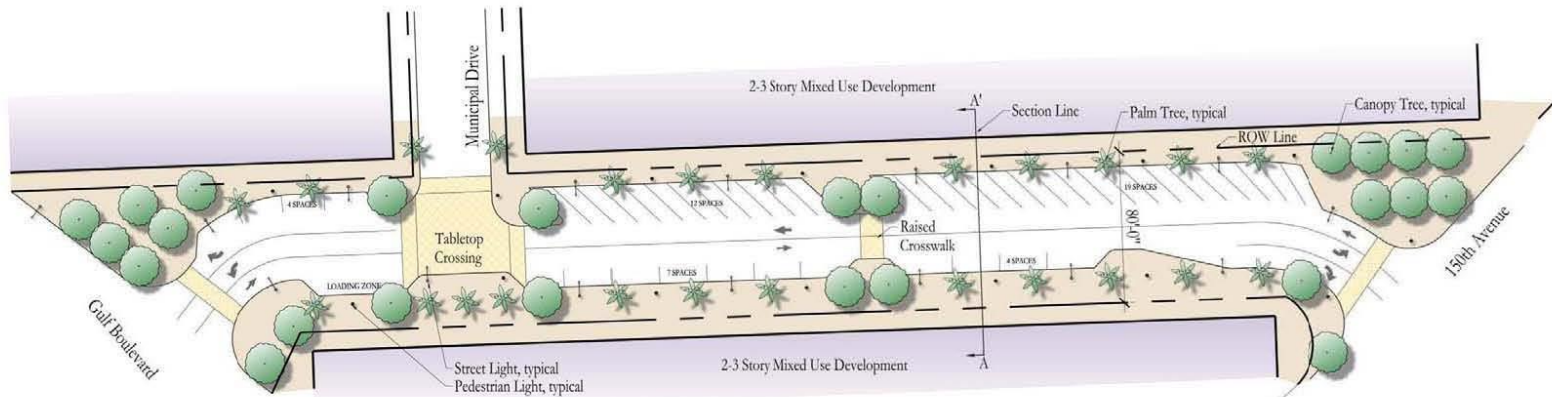 Municipal Drive
2-3 Story Mixed Use Development
A'
Section Line
Palm Tree, typical
Canopy Tree, typical
ROW Line
4 SPACES
12 SPACES
19 SPACES
80'-0"
Tabletop
Crossing
Raised
Crosswalk
7 SPACES
4 SPACES
LOADING ZONE
150th Avenue
Gulf Boulevard
Street Light, typical
Pedestrian Light, typical
2-3 Story Mixed Use Development
A